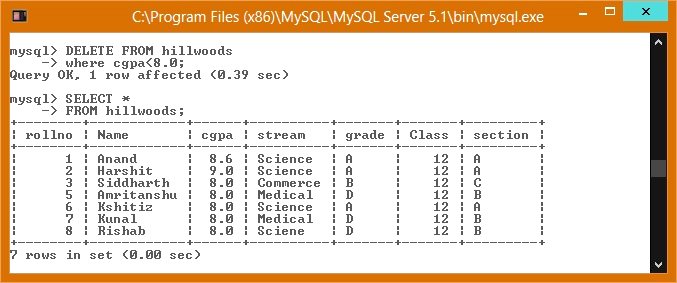 C:\Program Files (x86)\MySQL\MySQL Server 5.1\bin\mysql.exe
mysql> DELETE FROM hillwoods
    -> where cgpa<8.0;
Query OK, 1 row affected (0.39 sec)
mysql> SELECT *
    -> FROM hillwoods;
+--------+------------+------+----------+-------+-------+---------+
| rollno | Name       | cgpa | stream   | grade | Class | section |
+--------+------------+------+----------+-------+-------+---------+
|      1 | Anand      |  8.6 | Science  | A     |    12 | A       |
|      2 | Harshit    |  9.0 | Science  | A     |    12 | A       |
|      3 | Siddharth  |  8.0 | Commerce | B     |    12 | C       |
|      5 | Amritanshu |  8.0 | Medical  | D     |    12 | B       |
|      6 | Kshitiz    |  8.0 | Science  | A     |    12 | A       |
|      7 | Kunal      |  8.0 | Medical  | D     |    12 | B       |
|      8 | Rishab     |  8.0 | Sciene   | D     |    12 | B       |
+--------+------------+------+----------+-------+-------+---------+
7 rows in set (0.00 sec)